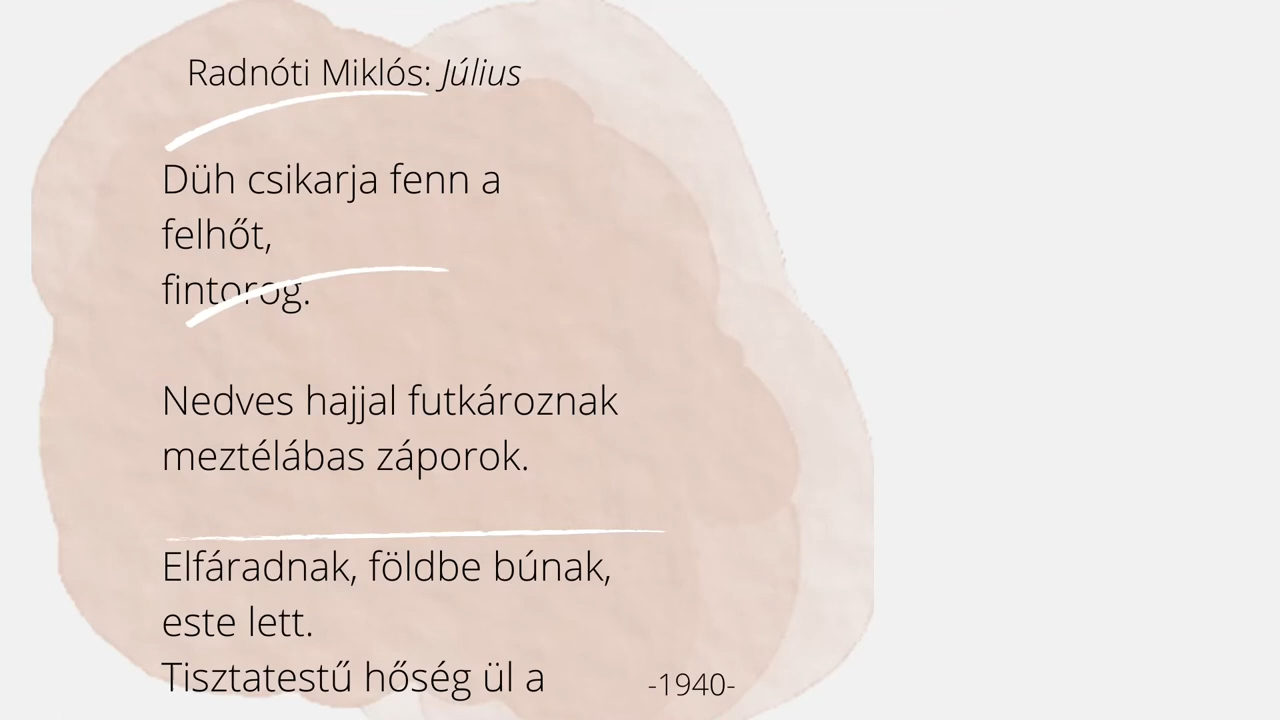 Radnóti Miklós: Július
Düh csikarja fenn a
felhőt,
fintorog.
Nedves hajjal futkároznak
meztélábas záporok.
Elfáradnak, földbe búnak,
este lett.
Tisztatestű hőség ül a
-1940-